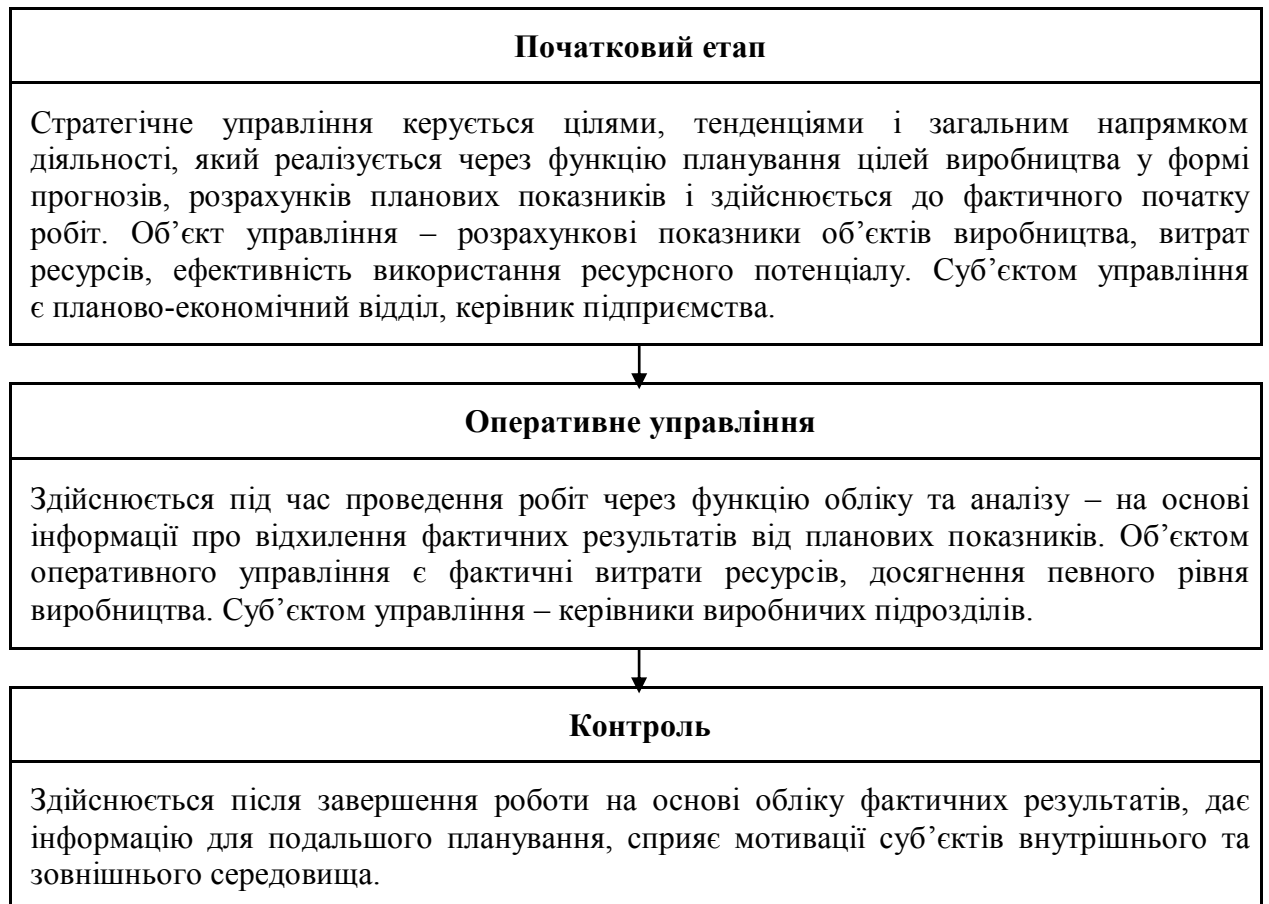 Початковий етап
Стратегічне управління керується цілями, тенденціями і загальним напрямком
діяльності, який реалізується через функцію планування цілей виробництва у формі
прогнозів, розрахунків планових показників і здійснюється до фактичного початку
робіт. Об’єкт управління – розрахункові показники об’єктів виробництва, витрат
ресурсів, ефективність використання ресурсного потенціалу. Суб’єктом управління
є планово-економічний відділ, керівник підприємства.
Оперативне управління
Здійснюється під час проведення робіт через функцію обліку та аналізу – на основі
інформації про відхилення фактичних результатів від планових показників. Об’єктом
оперативного управління є фактичні витрати ресурсів, досягнення певного рівня
виробництва. Суб’єктом управління – керівники виробничих підрозділів.
Контроль
Здійснюється після завершення роботи на основі обліку фактичних результатів, дає
інформацію для подальшого планування, сприяє мотивації суб’єктів внутрішнього та
зовнішнього середовища.